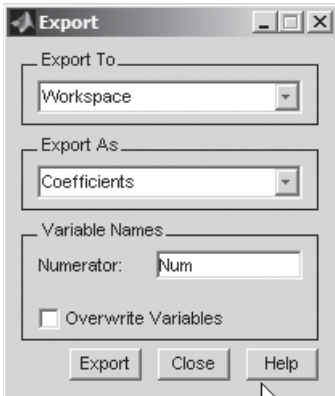 Export
Export To
Workspace
Export As
Coefficients
Variable Names
Numerator: Num
Overwrite Variables
Export Close Help